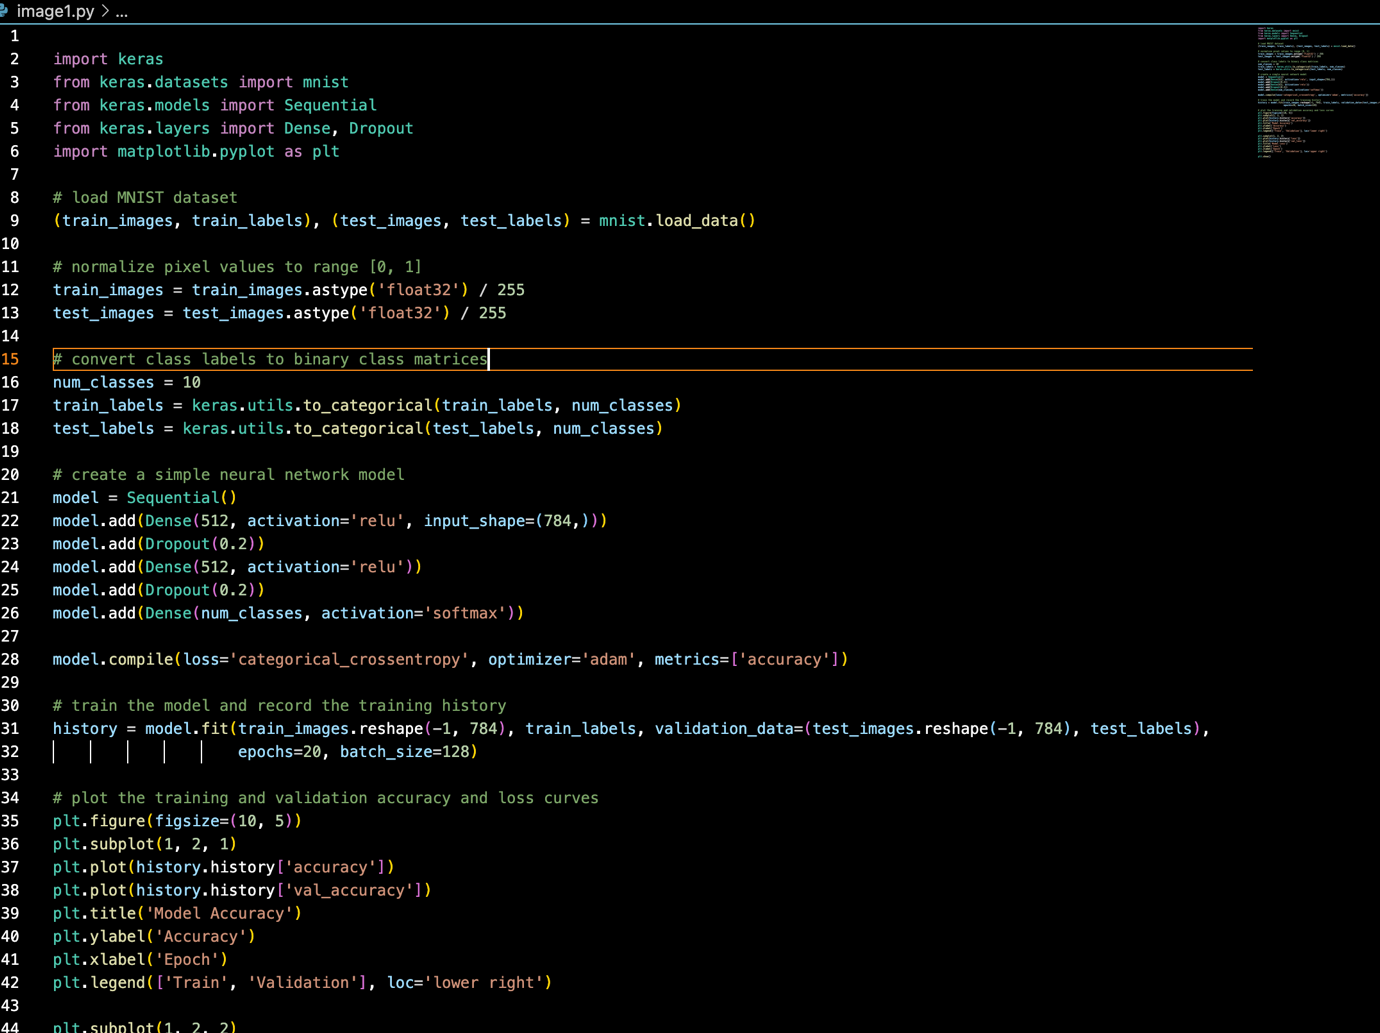 image1.py > ...
1
2 import keras
3 from keras.datasets import mnist
4 from keras.models import Sequential
5 from keras.layers import Dense, Dropout
6 import matplotlib.pyplot as plt
7
8 # load MNIST dataset
9 (train_images, train_labels), (test_images, test_labels) = mnist.load_data()
10
11 # normalize pixel values to range [0, 1]
12 train_images = train_images.astype('float32') / 255
13 test_images = test_images.astype('float32') / 255
14
15 # convert class labels to binary class matrices
16 num_classes = 10
17 train_labels = keras.utils.to_categorical(train_labels, num_classes)
18 test_labels = keras.utils.to_categorical(test_labels, num_classes)
19
20 # create a simple neural network model
21 model = Sequential()
22 model.add(Dense(512, activation='relu', input_shape=(784,)))
23 model.add(Dropout(0.2))
24 model.add(Dense(512, activation='relu'))
25 model.add(Dropout(0.2))
26 model.add(Dense(num_classes, activation='softmax'))
27
28 model.compile(loss='categorical_crossentropy', optimizer='adam', metrics=['accuracy'])
29
30 # train the model and record the training history
31 history = model.fit(train_images.reshape(-1, 784), train_labels, validation_data=(test_images.reshape(-1, 784), test_labels),
32                     epochs=20, batch_size=128)
33
34 # plot the training and validation accuracy and loss curves
35 plt.figure(figsize=(10, 5))
36 plt.subplot(1, 2, 1)
37 plt.plot(history.history['accuracy'])
38 plt.plot(history.history['val_accuracy'])
39 plt.title('Model Accuracy')
40 plt.ylabel('Accuracy')
41 plt.xlabel('Epoch')
42 plt.legend(['Train', 'Validation'], loc='lower right')
43
44 plt.subplot(1, 2, 2)